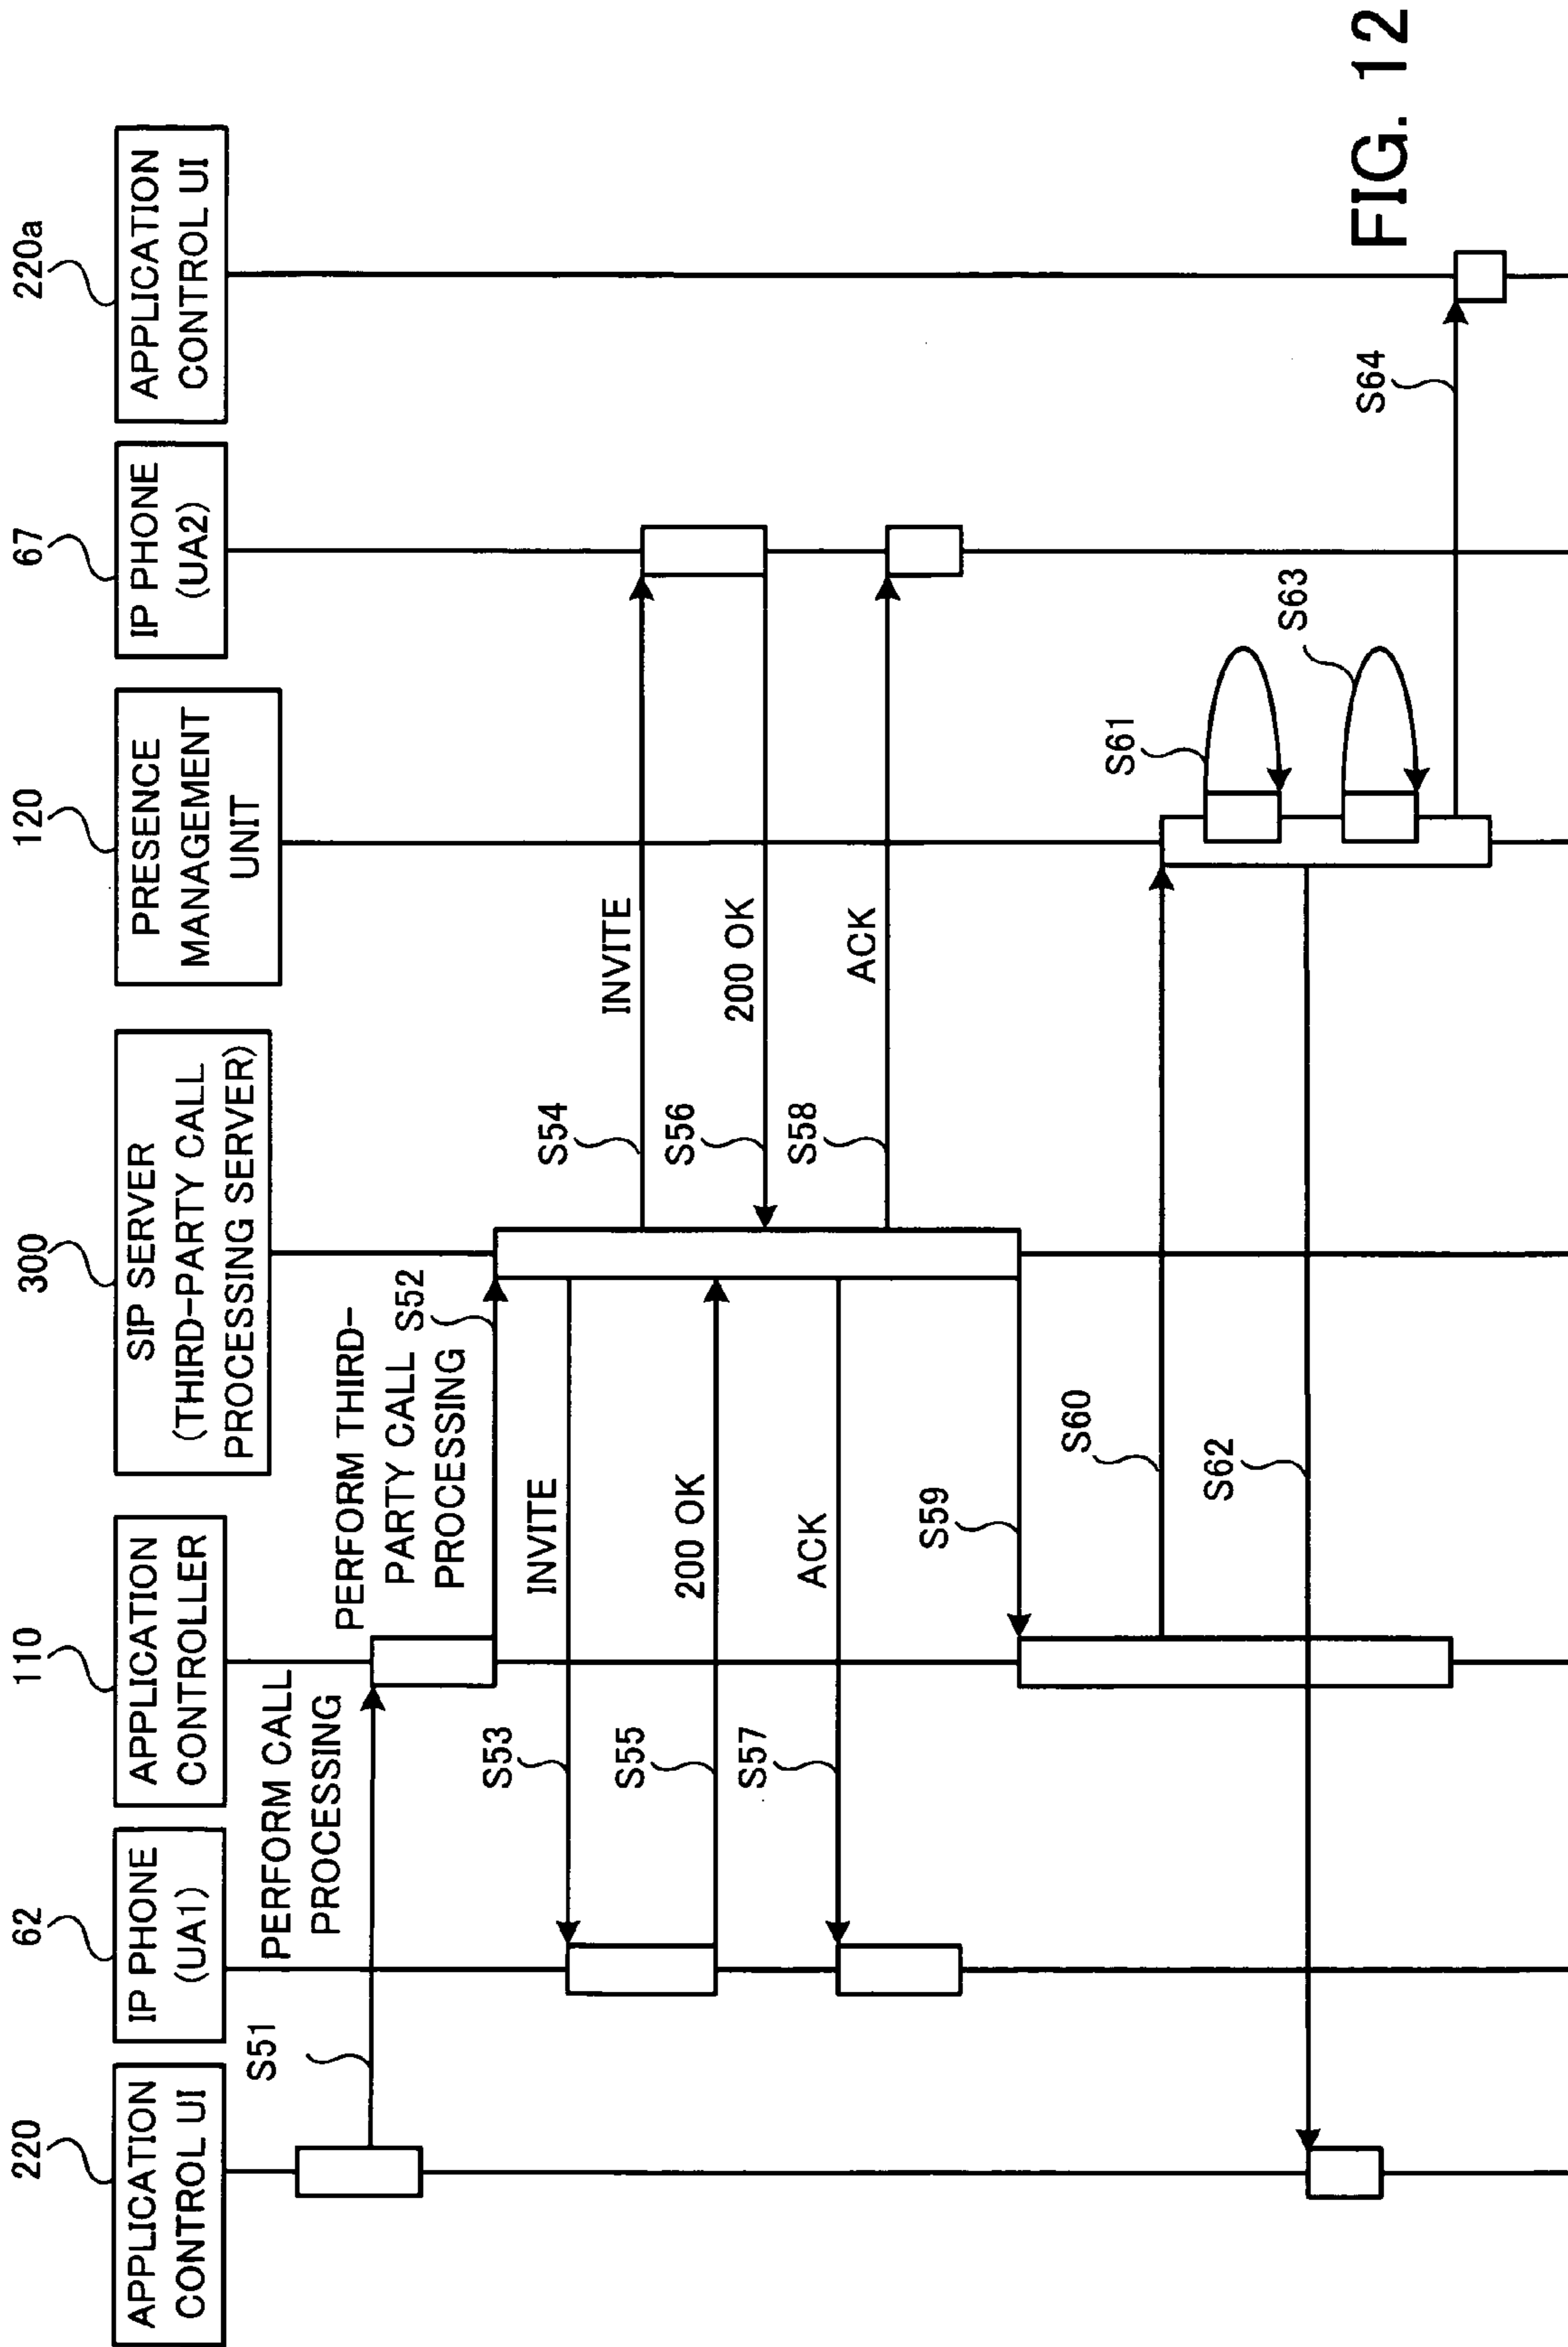 220
APPLICATION
CONTROL UI
62
IP PHONE
(UA1)
110
APPLICATION
CONTROLLER
300
SIP SERVER
(THIRD-PARTY CALL
PROCESSING SERVER)
120
PRESENCE
MANAGEMENT
UNIT
67
IP PHONE
(UA2)
220a
APPLICATION
CONTROL UI
S51
PERFORM CALL
PROCESSING
PERFORM THIRD-
PARTY CALL
PROCESSING
S52
S53
INVITE
S54
INVITE
S55
200 OK
S56
200 OK
S57
ACK
S58
ACK
S59
S60
S61
S62
S63
S64
FIG. 12